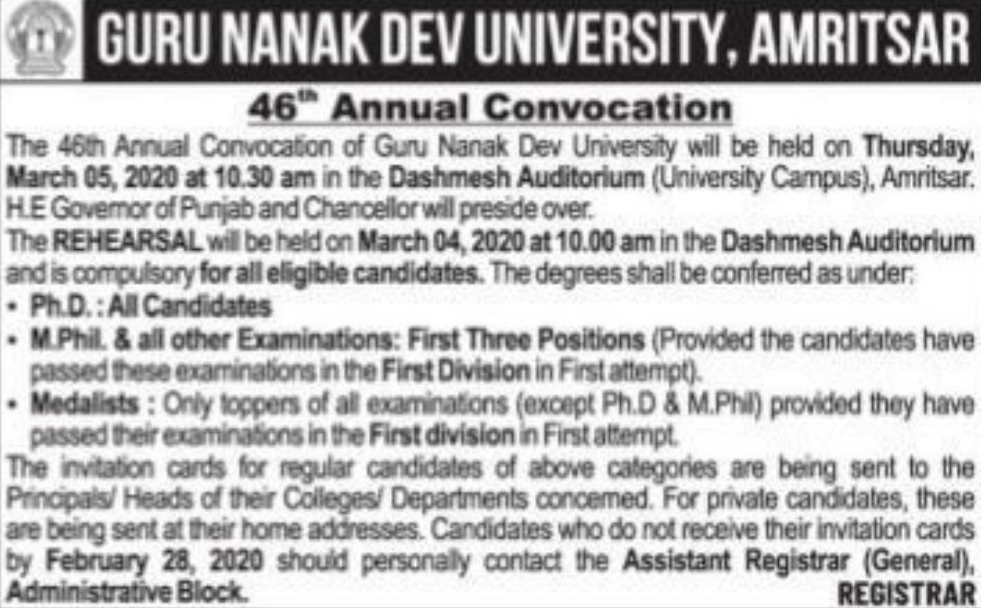 GURU NANAK DEV UNIVERSITY, AMRITSAR
46th Annual Convocation
The 46th Annual Convocation of Guru Nanak Dev University will be held on Thursday,
March 05, 2020 at 10.30 am in the Dashmesh Auditorium (University Campus), Amritsar.
H.E Governor of Punjab and Chancellor will preside over.
The REHEARSAL will be held on March 04, 2020 at 10.00 am in the Dashmesh Auditorium
and is compulsory for all eligible candidates. The degrees shall be conferred as under:
• Ph.D. : All Candidates
• M.Phil. & all other Examinations: First Three Positions (Provided the candidates have
passed these examinations in the First Division in First attempt).
• Medalists : Only toppers of all examinations (except Ph.D & M.Phil) provided they have
passed their examinations in the First division in First attempt.
The invitation cards for regular candidates of above categories are being sent to the
Principals/ Heads of their Colleges/ Departments concerned. For private candidates, these
are being sent at their home addresses. Candidates who do not receive their invitation cards
by February 28, 2020 should personally contact the Assistant Registrar (General),
Administrative Block. REGISTRAR